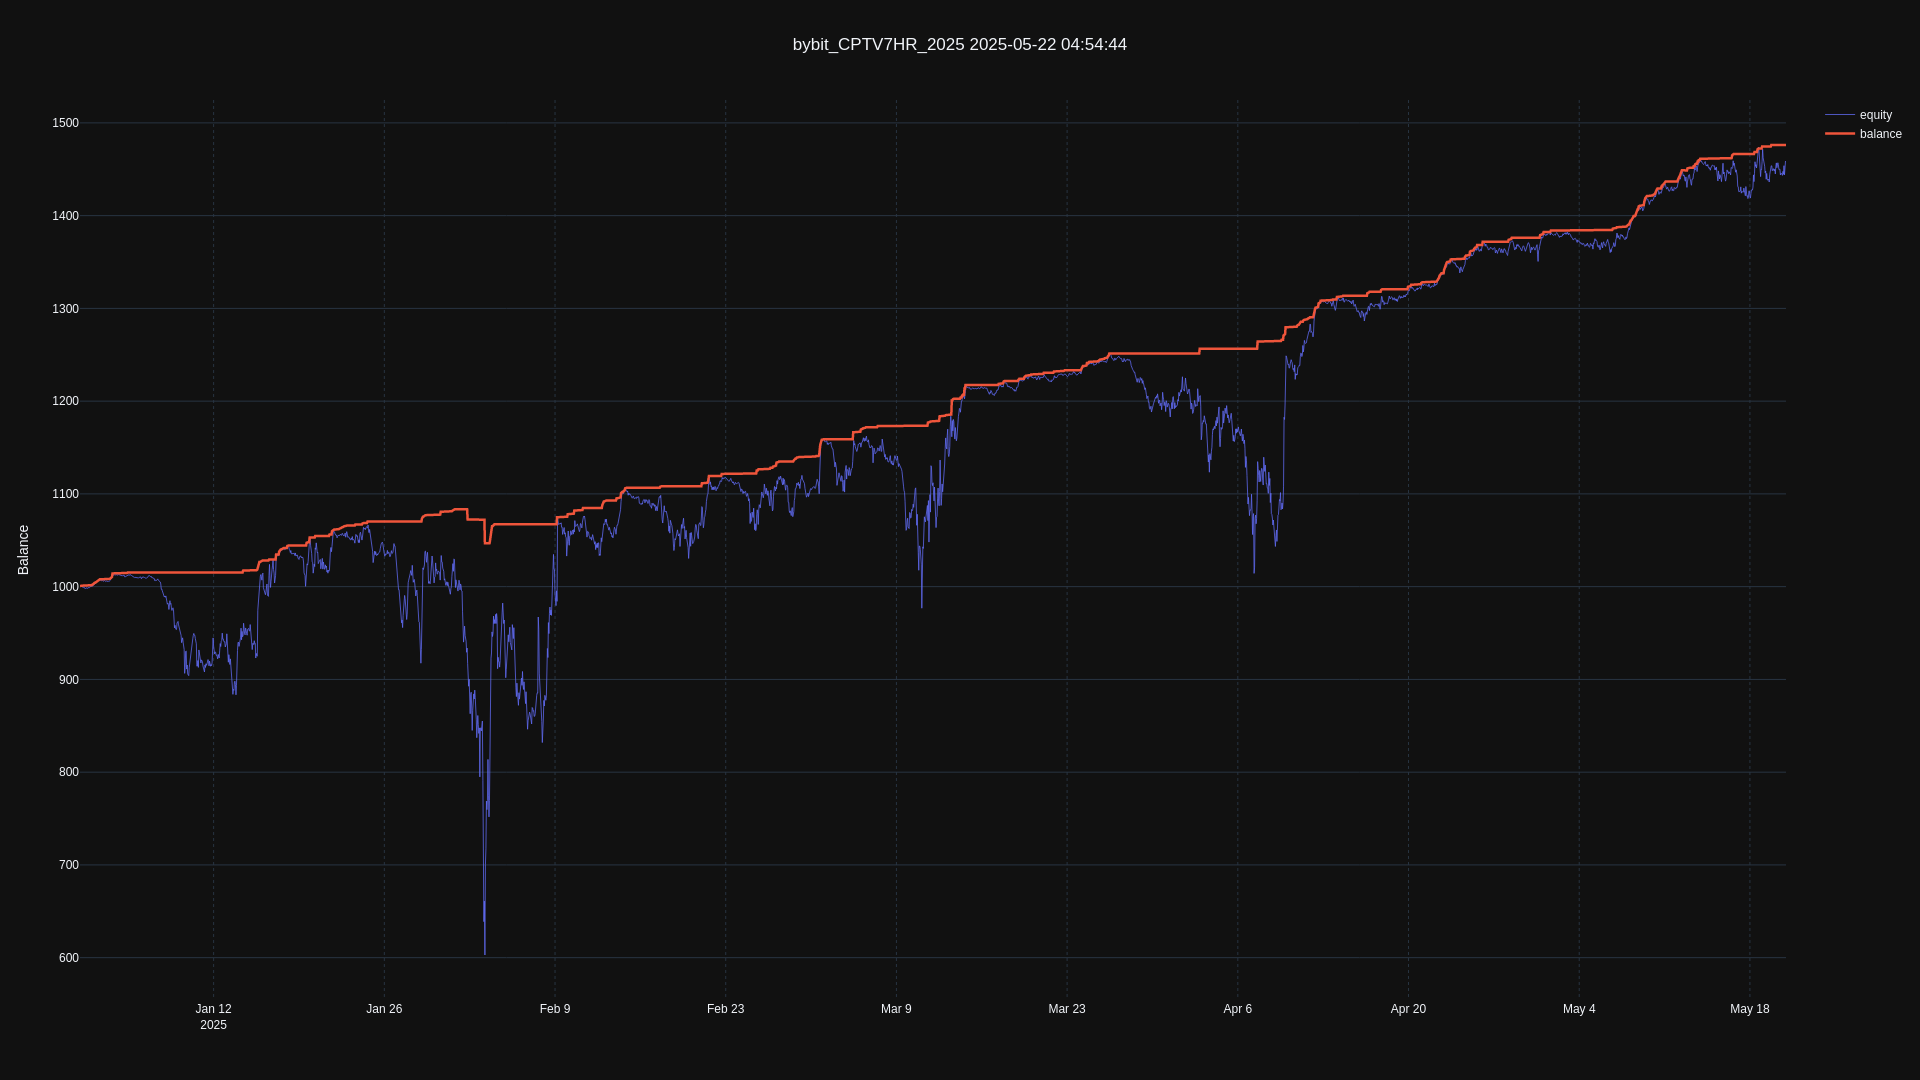 bybit_CPTV7HR_2025 2025-05-22 04:54:44
equity
balance
Balance
1500
1400
1300
1200
1100
1000
900
800
700
600
Jan 12
2025
Jan 26
Feb 9
Feb 23
Mar 9
Mar 23
Apr 6
Apr 20
May 4
May 18